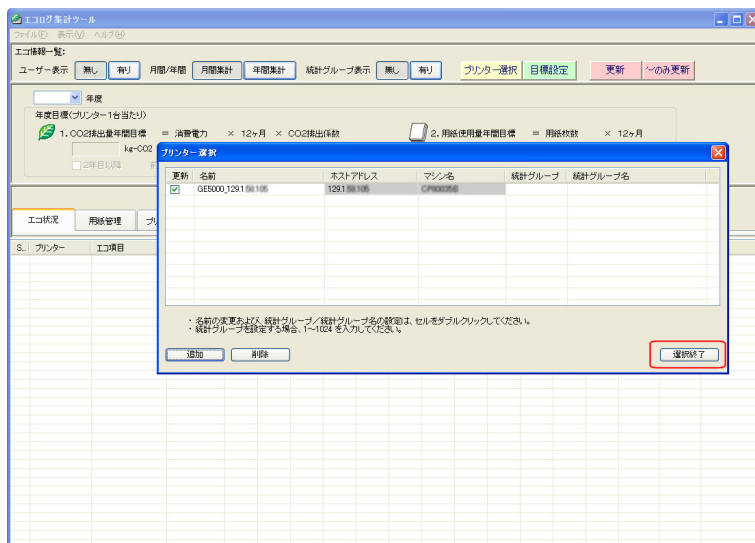 エコログ集計ツール
ファイル(F) 表示(V) ヘルプ(H)
エコ情報一覧:
ユーザー表示 無し 有り 月間/年間 月間集計 年間集計 統計グループ表示 無し 有り プリンター選択 目標設定 更新 のみ更新
年度
年度目標(プリンター1台当たり)
1. CO2排出量年間目標 = 消費電力 × 12ヶ月 × CO2排出係数 2. 用紙使用量年間目標 = 用紙枚数 × 12ヶ月
kg-CO2
2年目以降 前
プリンター選択
更新 名前 ホストアドレス マシン名 統計グループ 統計グループ名
GE5000_129.1 129.1
・名前の変更および、統計グループ/統計グループ名の設定は、セルをダブルクリックしてください。
・統計グループを設定する場合、1~1024 を入力してください。
追加 削除 選択終了
エコ状況 用紙管理 プリ
S... プリンター エコ項目